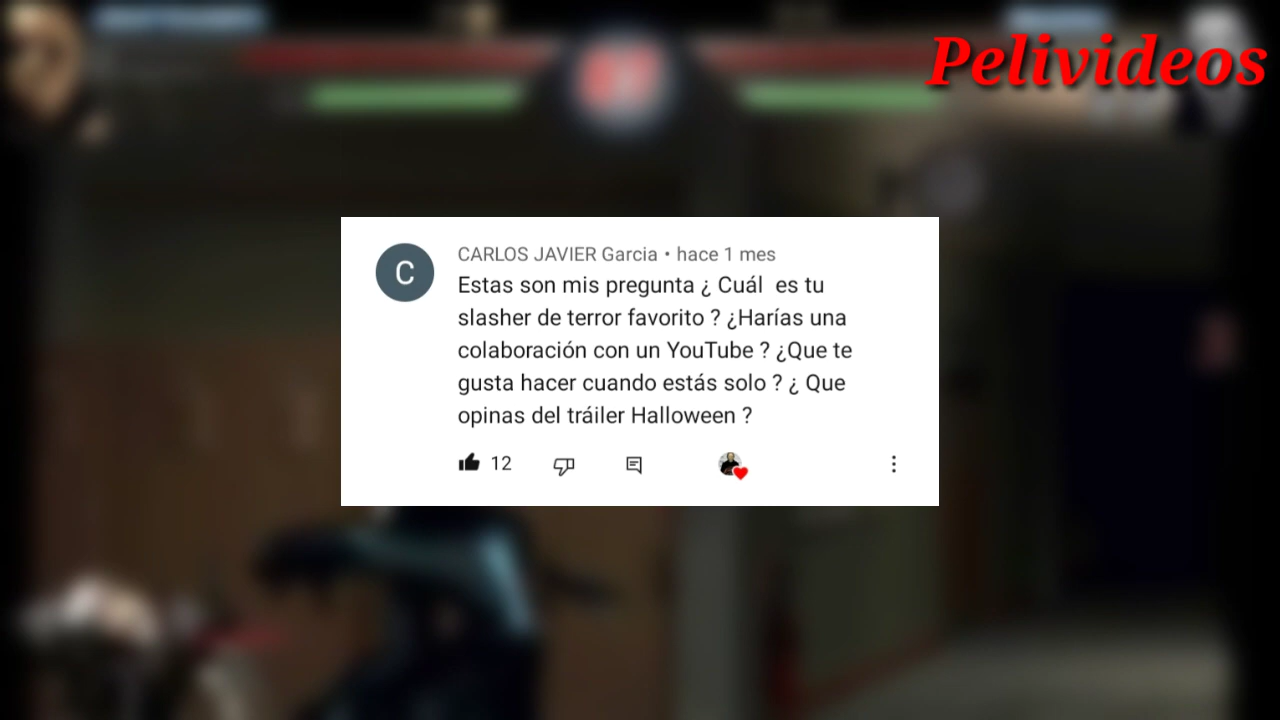 Pelivideos
C
CARLOS JAVIER Garcia • hace 1 mes
Estas son mis pregunta ¿ Cuál  es tu
slasher de terror favorito ? ¿Harías una
colaboración con un YouTube ? ¿Que te
gusta hacer cuando estás solo ? ¿ Que
opinas del tráiler Halloween ?
12